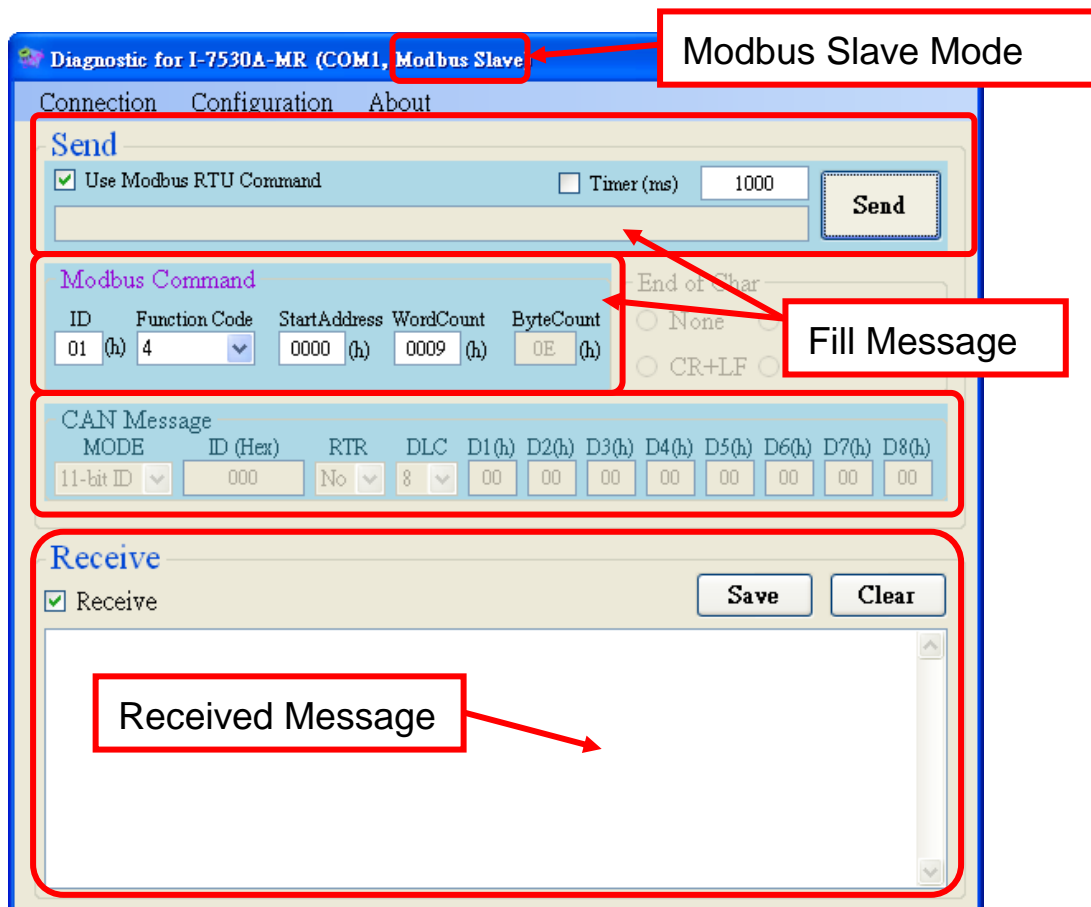 Modbus Slave Mode
Diagnostic for I-7530A-MR (COM1, Modbus Slave)
Connection Configuration About
Send
Use Modbus RTU Command Timer (ms) 1000 Send
Modbus Command End of Char
ID Function Code StartAddress WordCount ByteCount None
01 (h) 4 0000 (h) 0009 (h) 0E (h) CR+LF
Fill Message
CAN Message
MODE ID (Hex) RTR DLC D1(h) D2(h) D3(h) D4(h) D5(h) D6(h) D7(h) D8(h)
11-bit ID 000 No 8 00 00 00 00 00 00 00 00
Receive
Receive Save Clear
Received Message